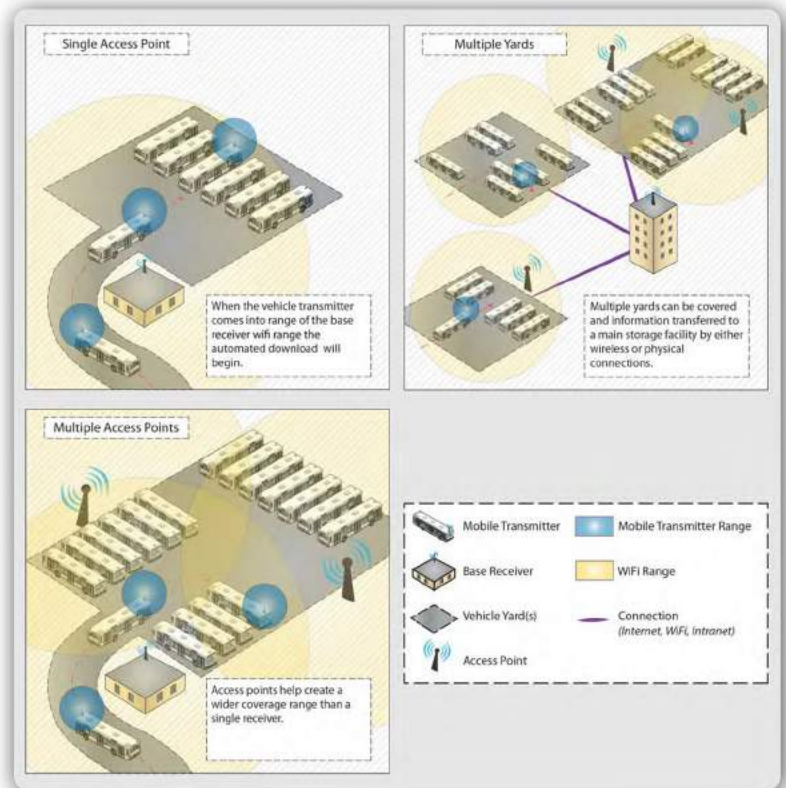 Single Access Point
When the vehicle transmitter
comes into range of the base
receiver wifi range the
automated download will
begin.
Multiple Yards
Multiple yards can be covered
and information transferred to
a main storage facility by either
wireless or physical
connections.
Multiple Access Points
Access points help create a
wider coverage range than a
single receiver.
Mobile Transmitter
Mobile Transmitter Range
Base Receiver
WiFi Range
Vehicle Yard(s)
Connection
(Internet, WiFi, Intranet)
Access Point